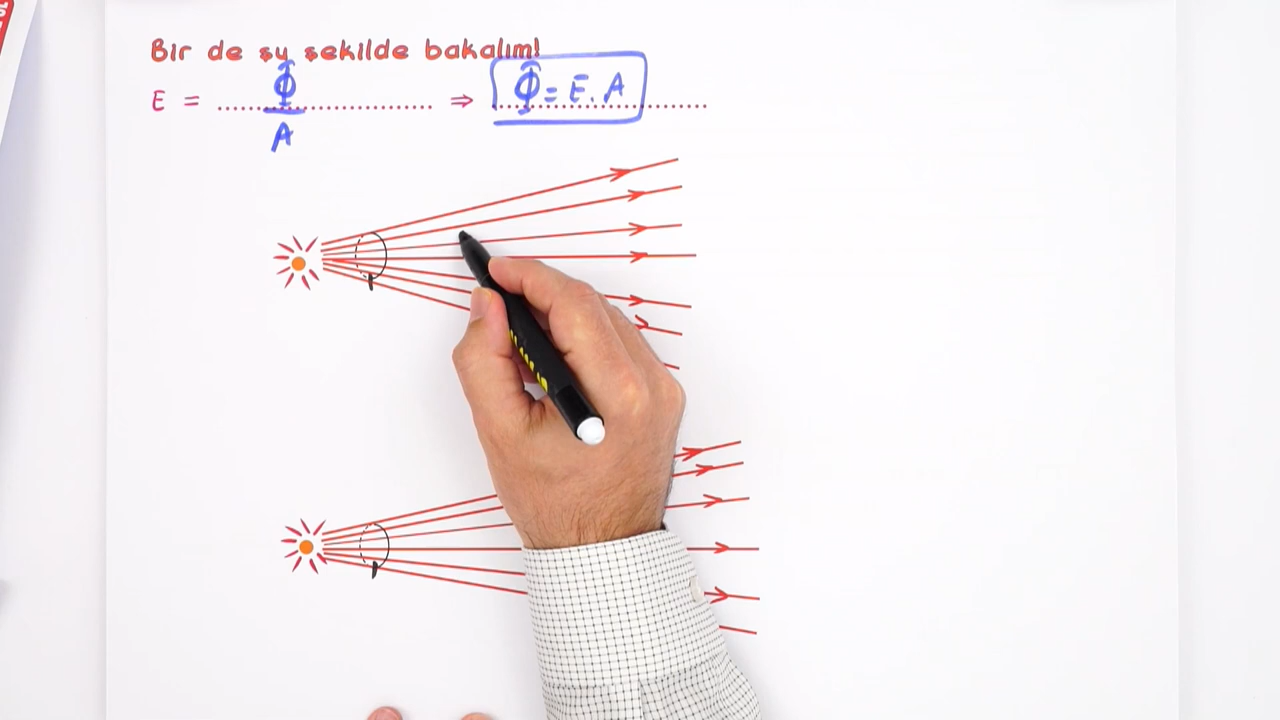 Bir de şu şekilde bakalım!
E = Φ/A ⇒ Φ = E . A